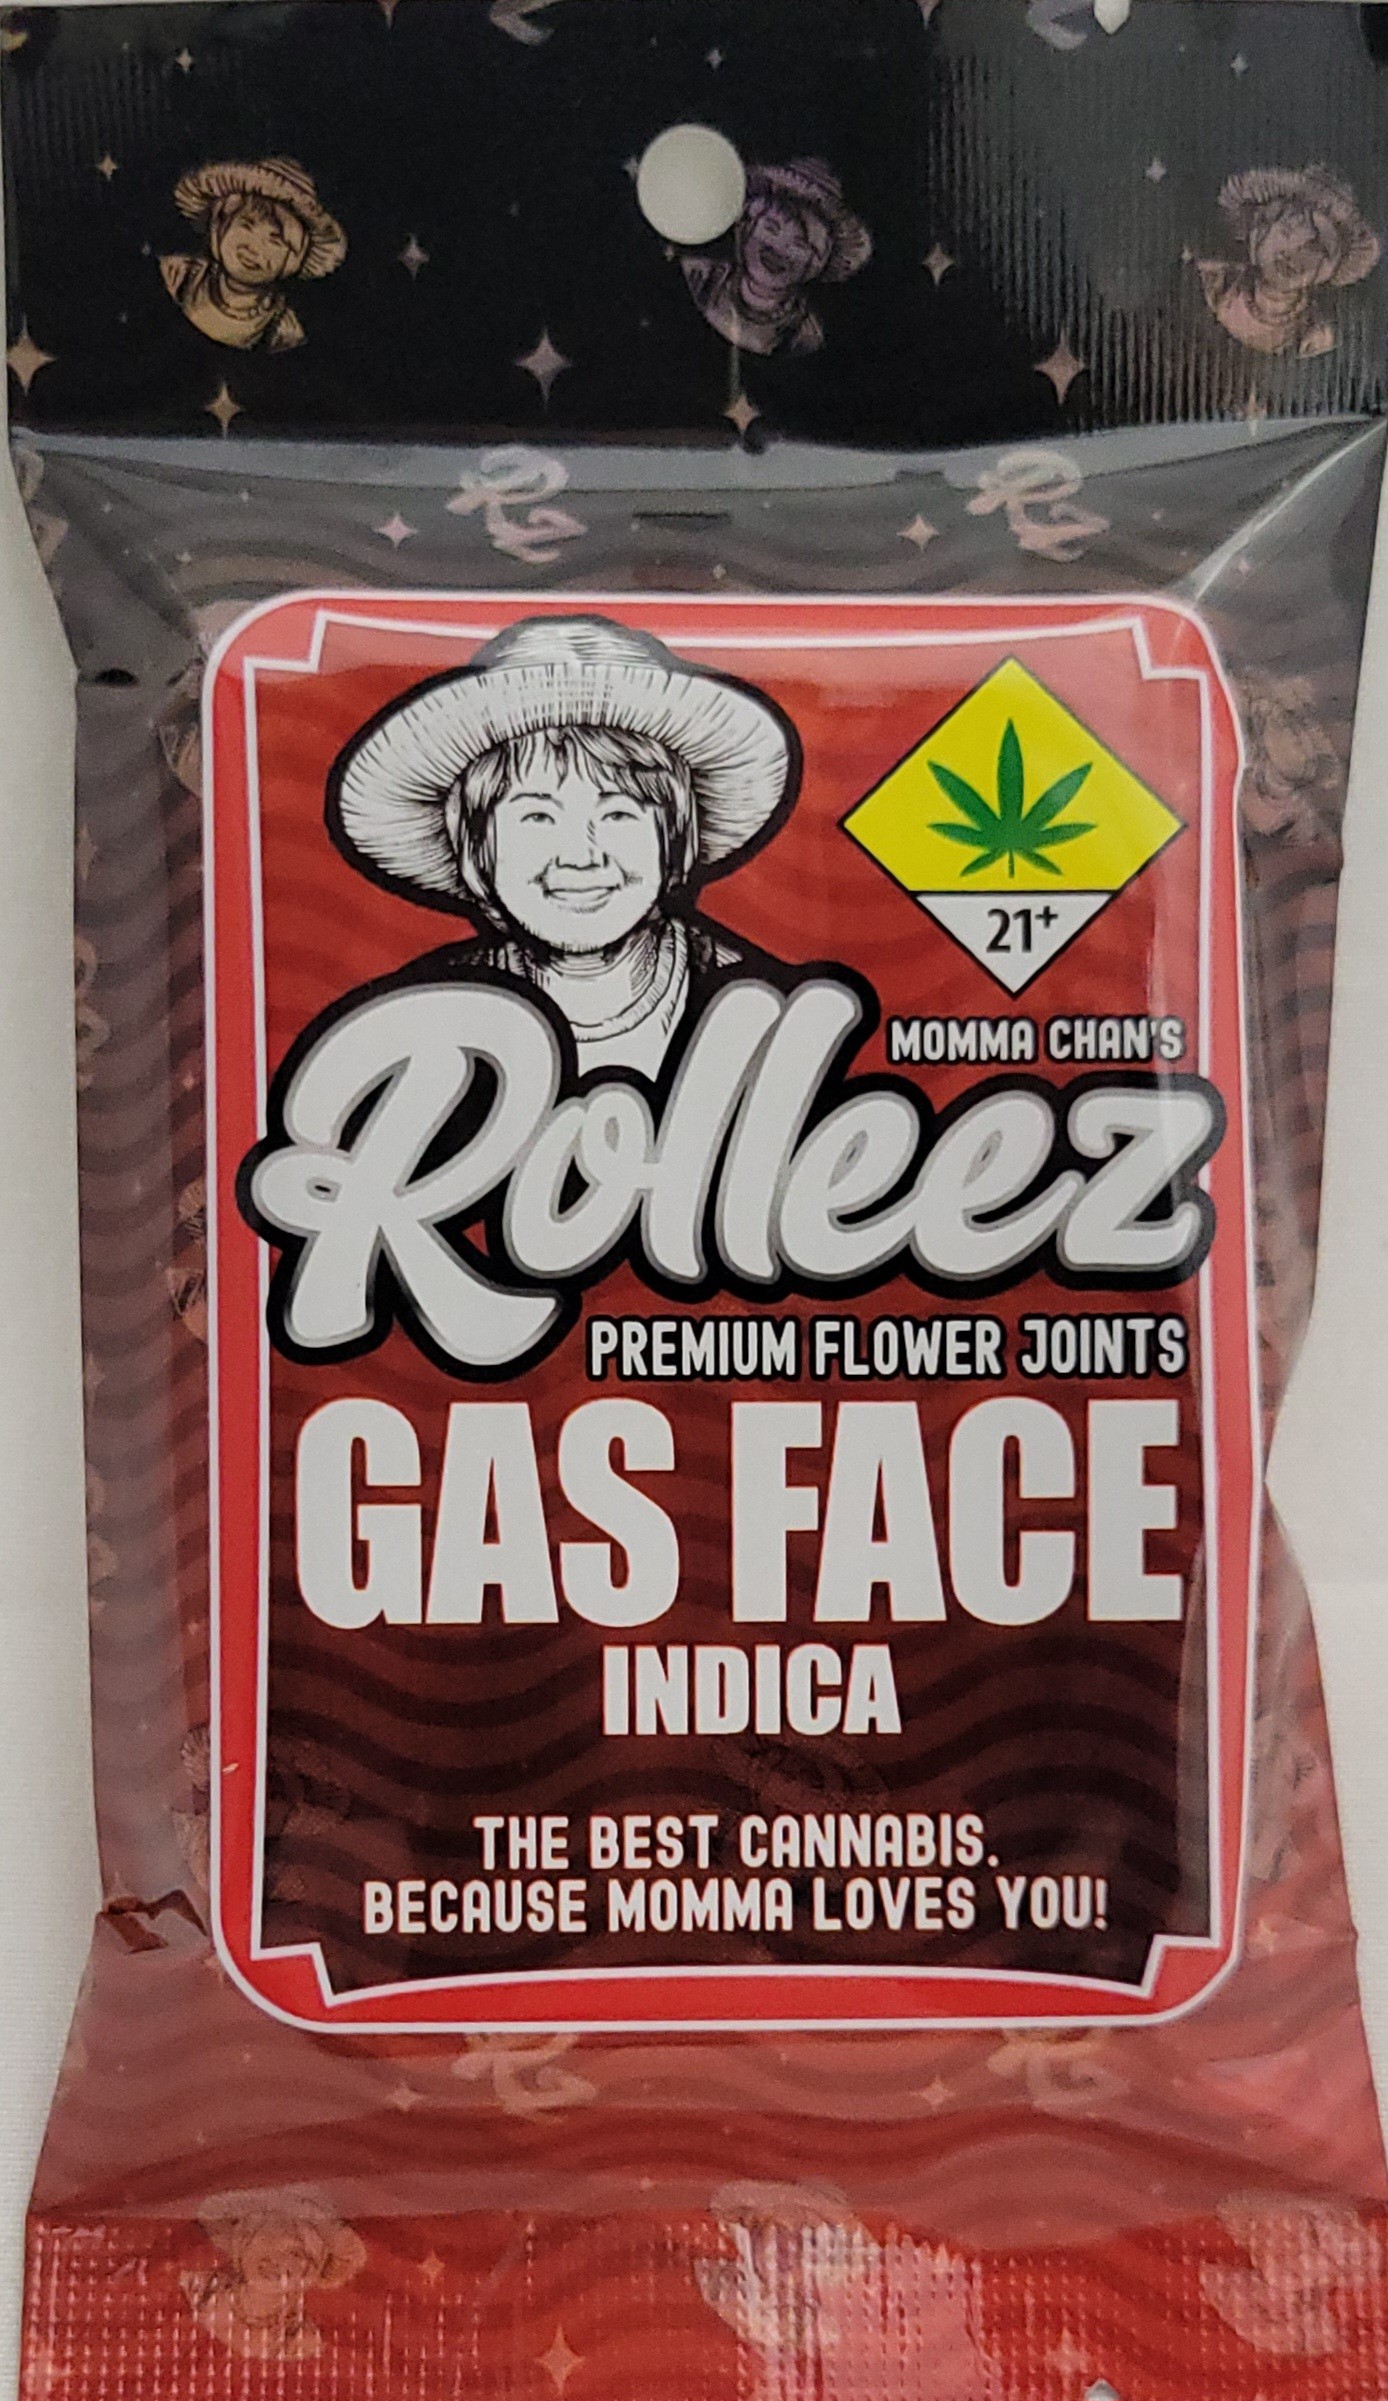 21+
MOMMA CHAN'S
Rolleez
PREMIUM FLOWER JOINTS
GAS FACE
INDICA
THE BEST CANNABIS.
BECAUSE MOMMA LOVES YOU!